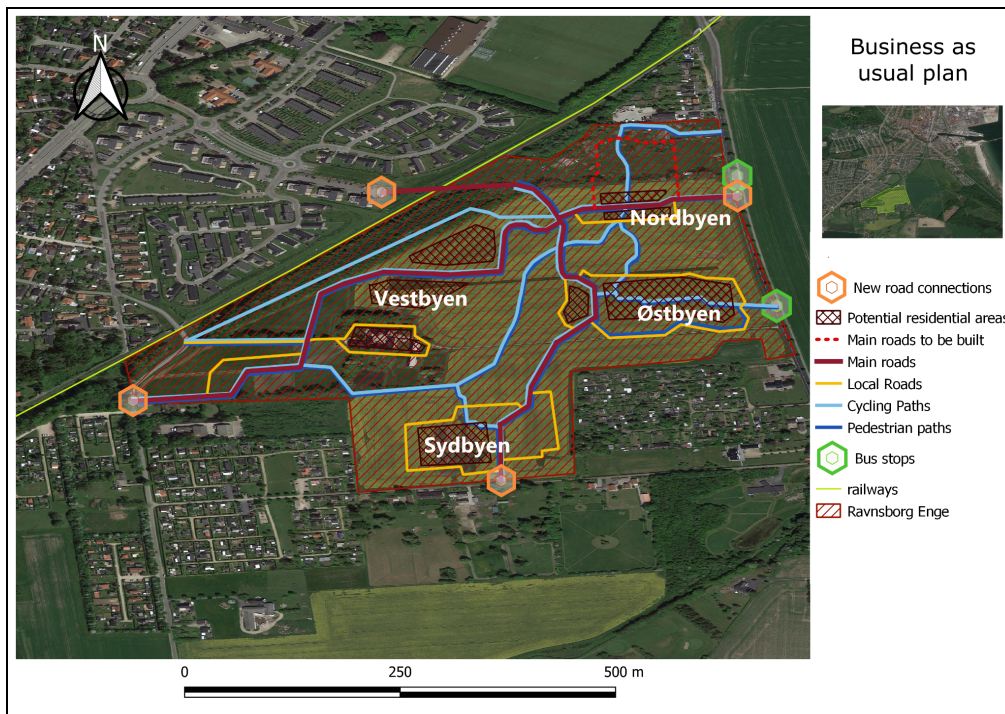 Business as
usual plan
N
Nordbyen
Vestbyen
Østbyen
Sydbyen
New road connections
Potential residential areas
Main roads to be built
Main roads
Local Roads
Cycling Paths
Pedestrian paths
Bus stops
railways
Ravnsborg Enge
0
250
500 m